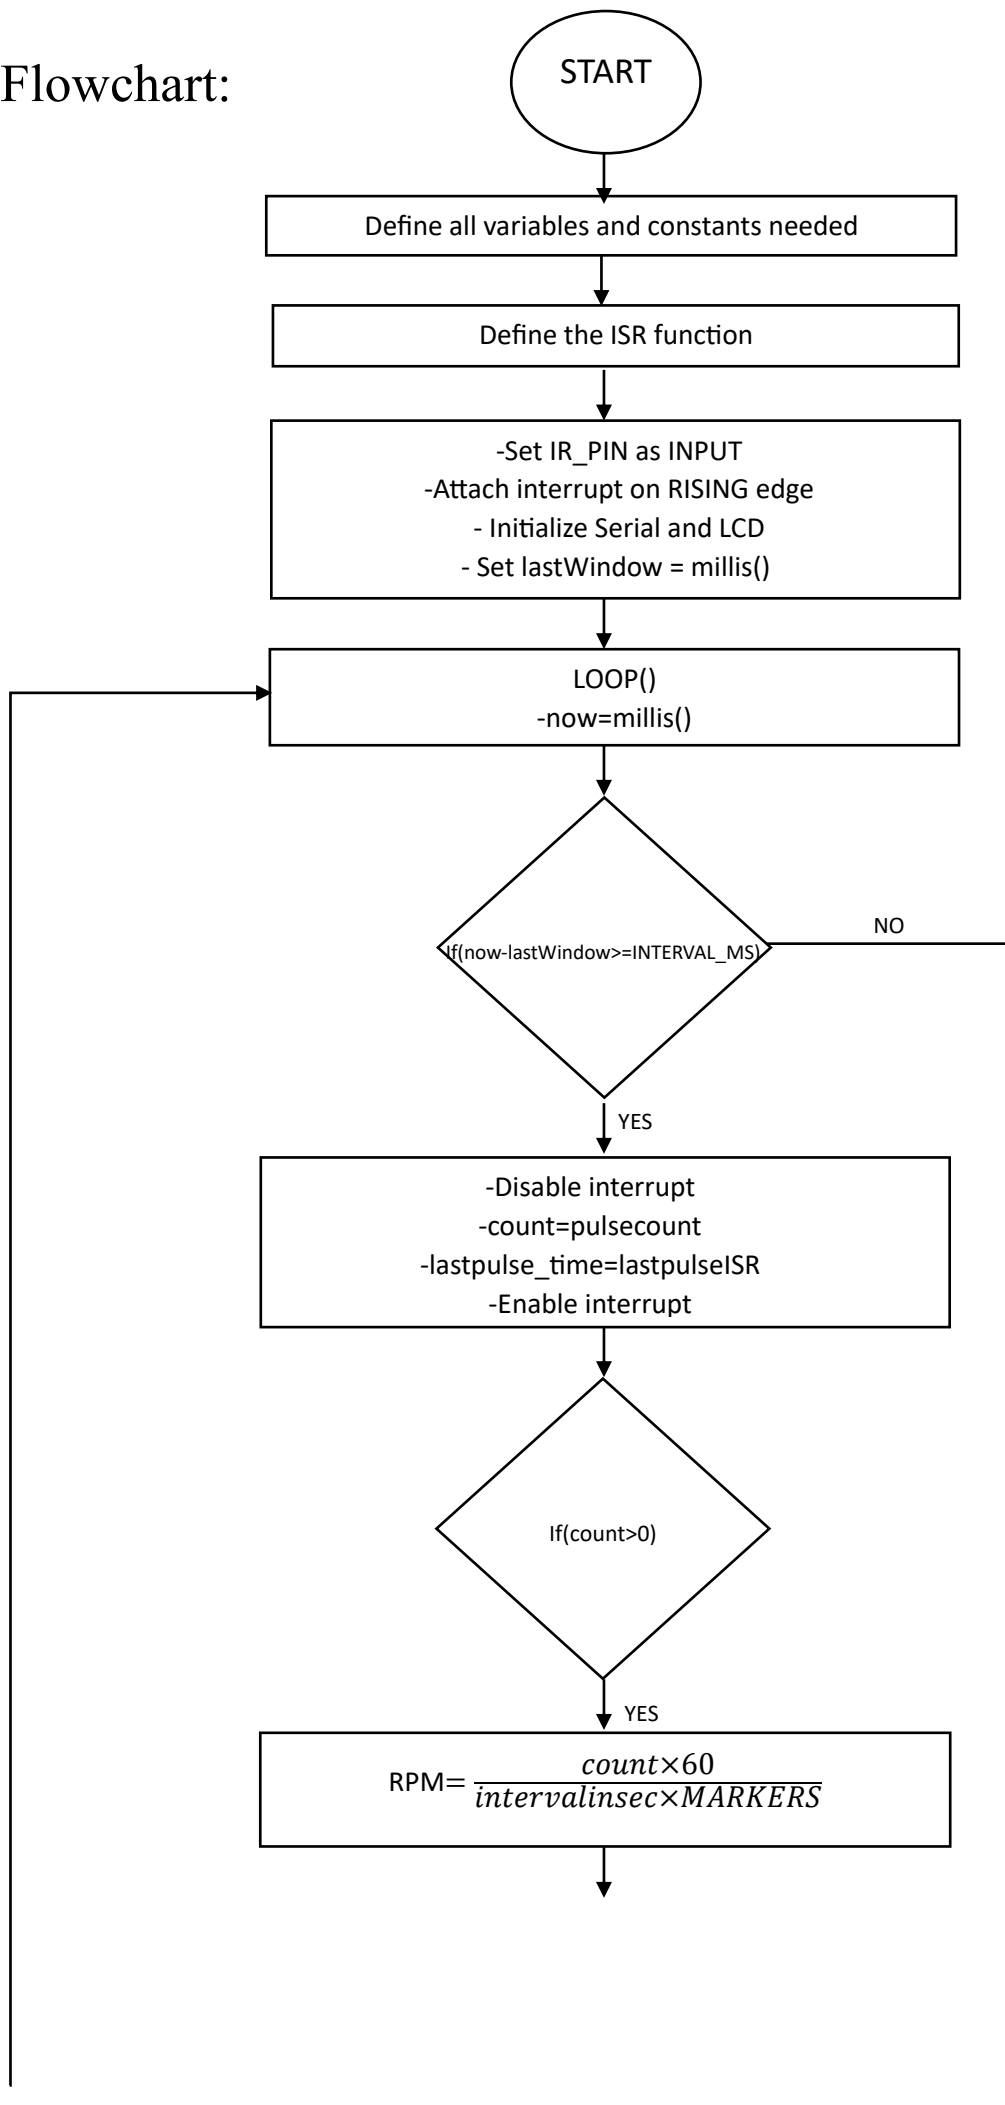 Flowchart:
START
Define all variables and constants needed
Define the ISR function
-Set IR_PIN as INPUT
-Attach interrupt on RISING edge
- Initialize Serial and LCD
- Set lastWindow = millis()
LOOP()
-now=millis()
If(now-lastWindow>=INTERVAL_MS)
NO
YES
-Disable interrupt
-count=pulsecount
-lastpulse_time=lastpulseISR
-Enable interrupt
If(count>0)
YES
RPM= count×60
intervalinsec×MARKERS